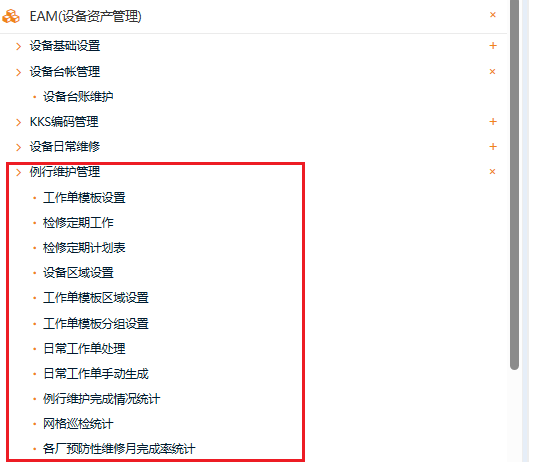 EAM(设备资产管理)
设备基础设置
设备台帐管理
设备台账维护
KKS编码管理
设备日常维修
例行维护管理
工作单模板设置
检修定期工作
检修定期计划表
设备区域设置
工作单模板区域设置
工作单模板分组设置
日常工作单处理
日常工作单手动生成
例行维护完成情况统计
网格巡检统计
各厂预防性维修月完成率统计